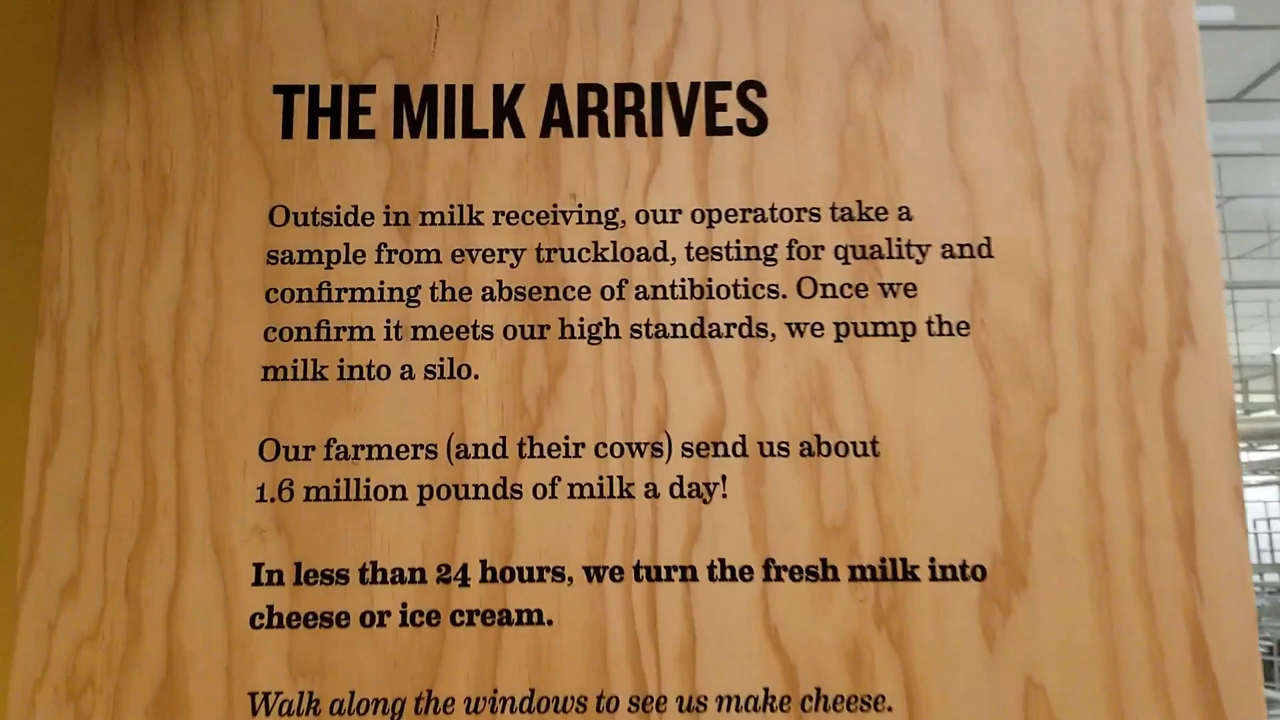 THE MILK ARRIVES
Outside in milk receiving, our operators take a
sample from every truckload, testing for quality and
confirming the absence of antibiotics. Once we
confirm it meets our high standards, we pump the
milk into a silo.
Our farmers (and their cows) send us about
1.6 million pounds of milk a day!
In less than 24 hours, we turn the fresh milk into
cheese or ice cream.
Walk along the windows to see us make cheese.